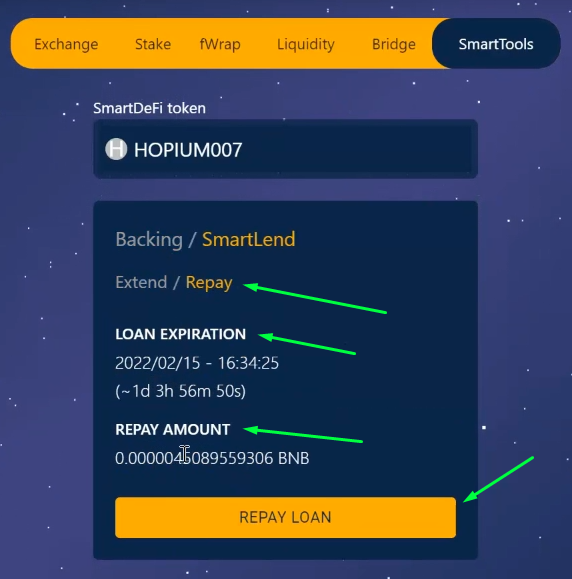 Exchange Stake fWrap Liquidity Bridge SmartTools
SmartDeFi token
H HOPIUM007
Backing / SmartLend
Extend / Repay
LOAN EXPIRATION
2022/02/15 - 16:34:25
(~1d 3h 56m 50s)
REPAY AMOUNT
0.0000045089559306 BNB
REPAY LOAN